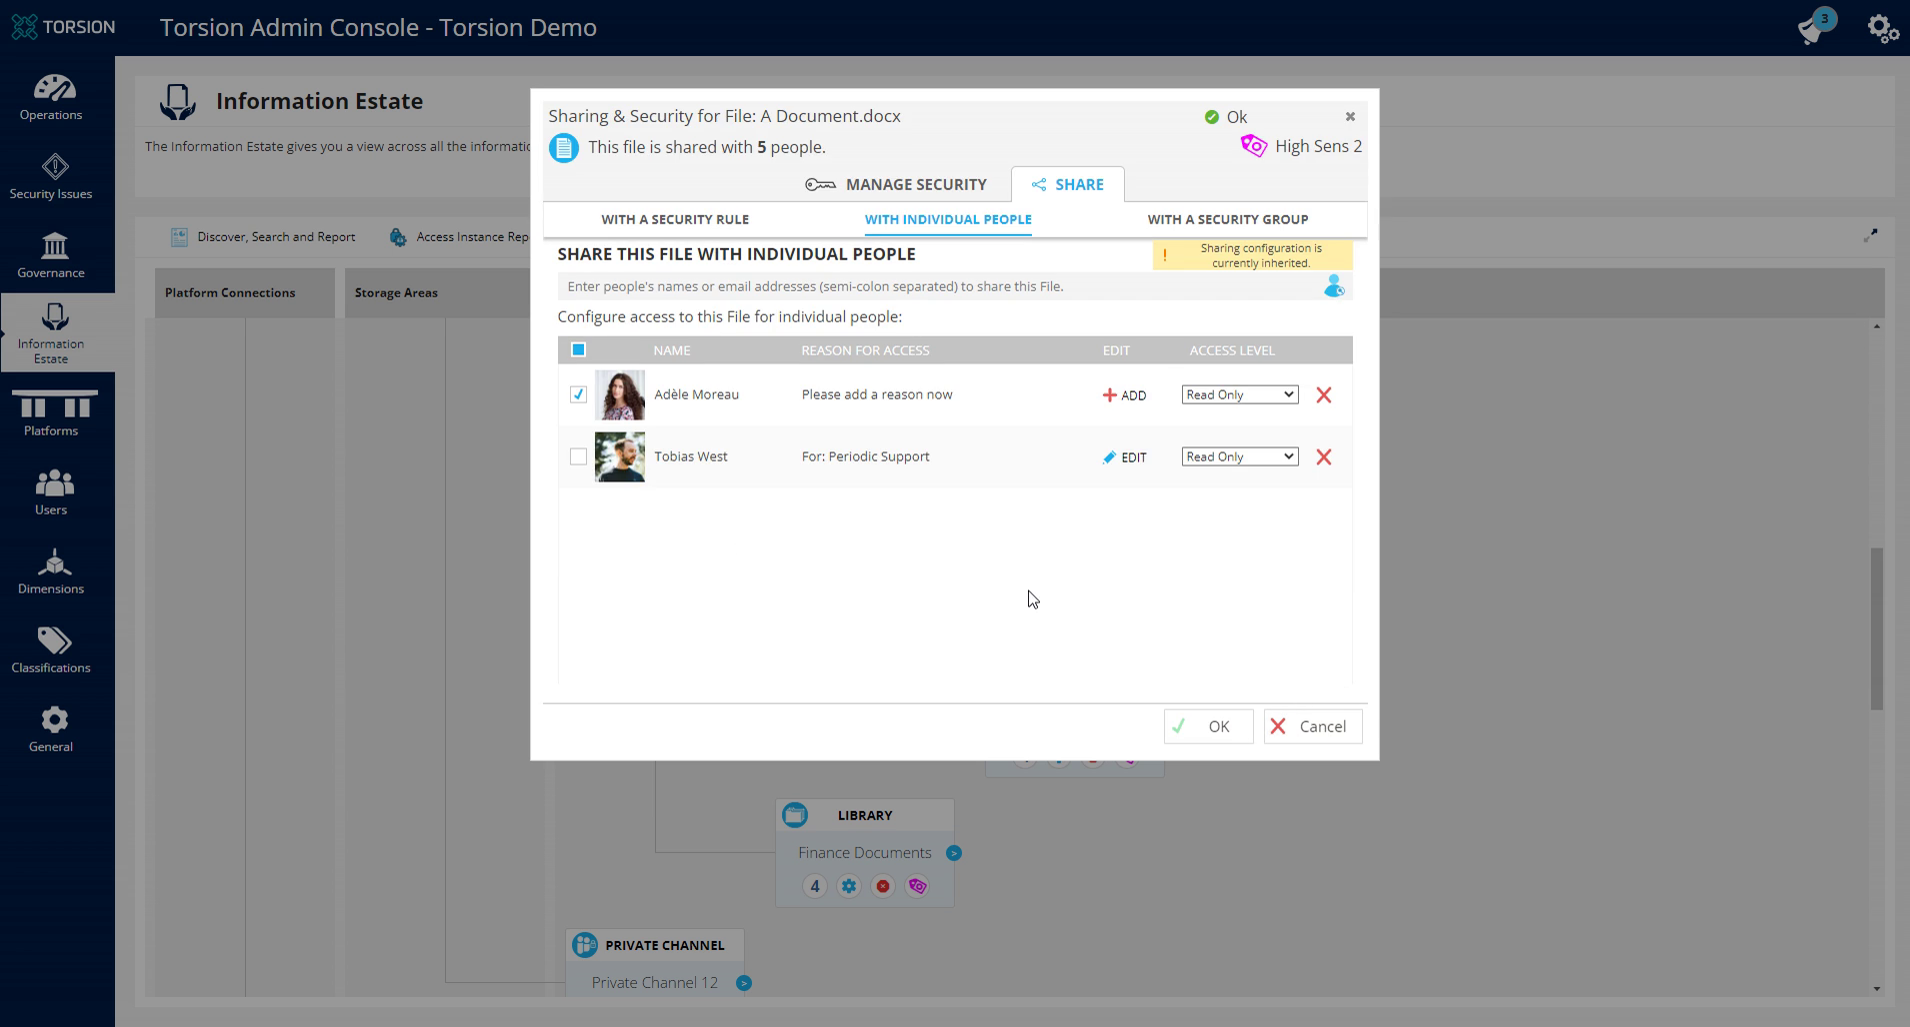 TORSION
Torsion Admin Console - Torsion Demo
3
Operations
Security Issues
Governance
Information
Estate
Platforms
Users
Dimensions
Classifications
General
Information Estate
The Information Estate gives you a view across all the
Discover, Search and Report
Access Instance
Platform Connections
Storage Areas
Sharing & Security for File: A Document.docx
Ok
This file is shared with 5 people.
High Sens 2
MANAGE SECURITY
SHARE
WITH A SECURITY RULE
WITH INDIVIDUAL PEOPLE
WITH A SECURITY GROUP
SHARE THIS FILE WITH INDIVIDUAL PEOPLE
! Sharing configuration is
currently inherited.
Enter people's names or email addresses (semi-colon separated) to share this File.
Configure access to this File for individual people:
NAME REASON FOR ACCESS EDIT ACCESS LEVEL
Adèle Moreau Please add a reason now ADD Read Only
Tobias West For: Periodic Support EDIT Read Only
OK
Cancel
LIBRARY
Finance Documents
4
PRIVATE CHANNEL
Private Channel 12